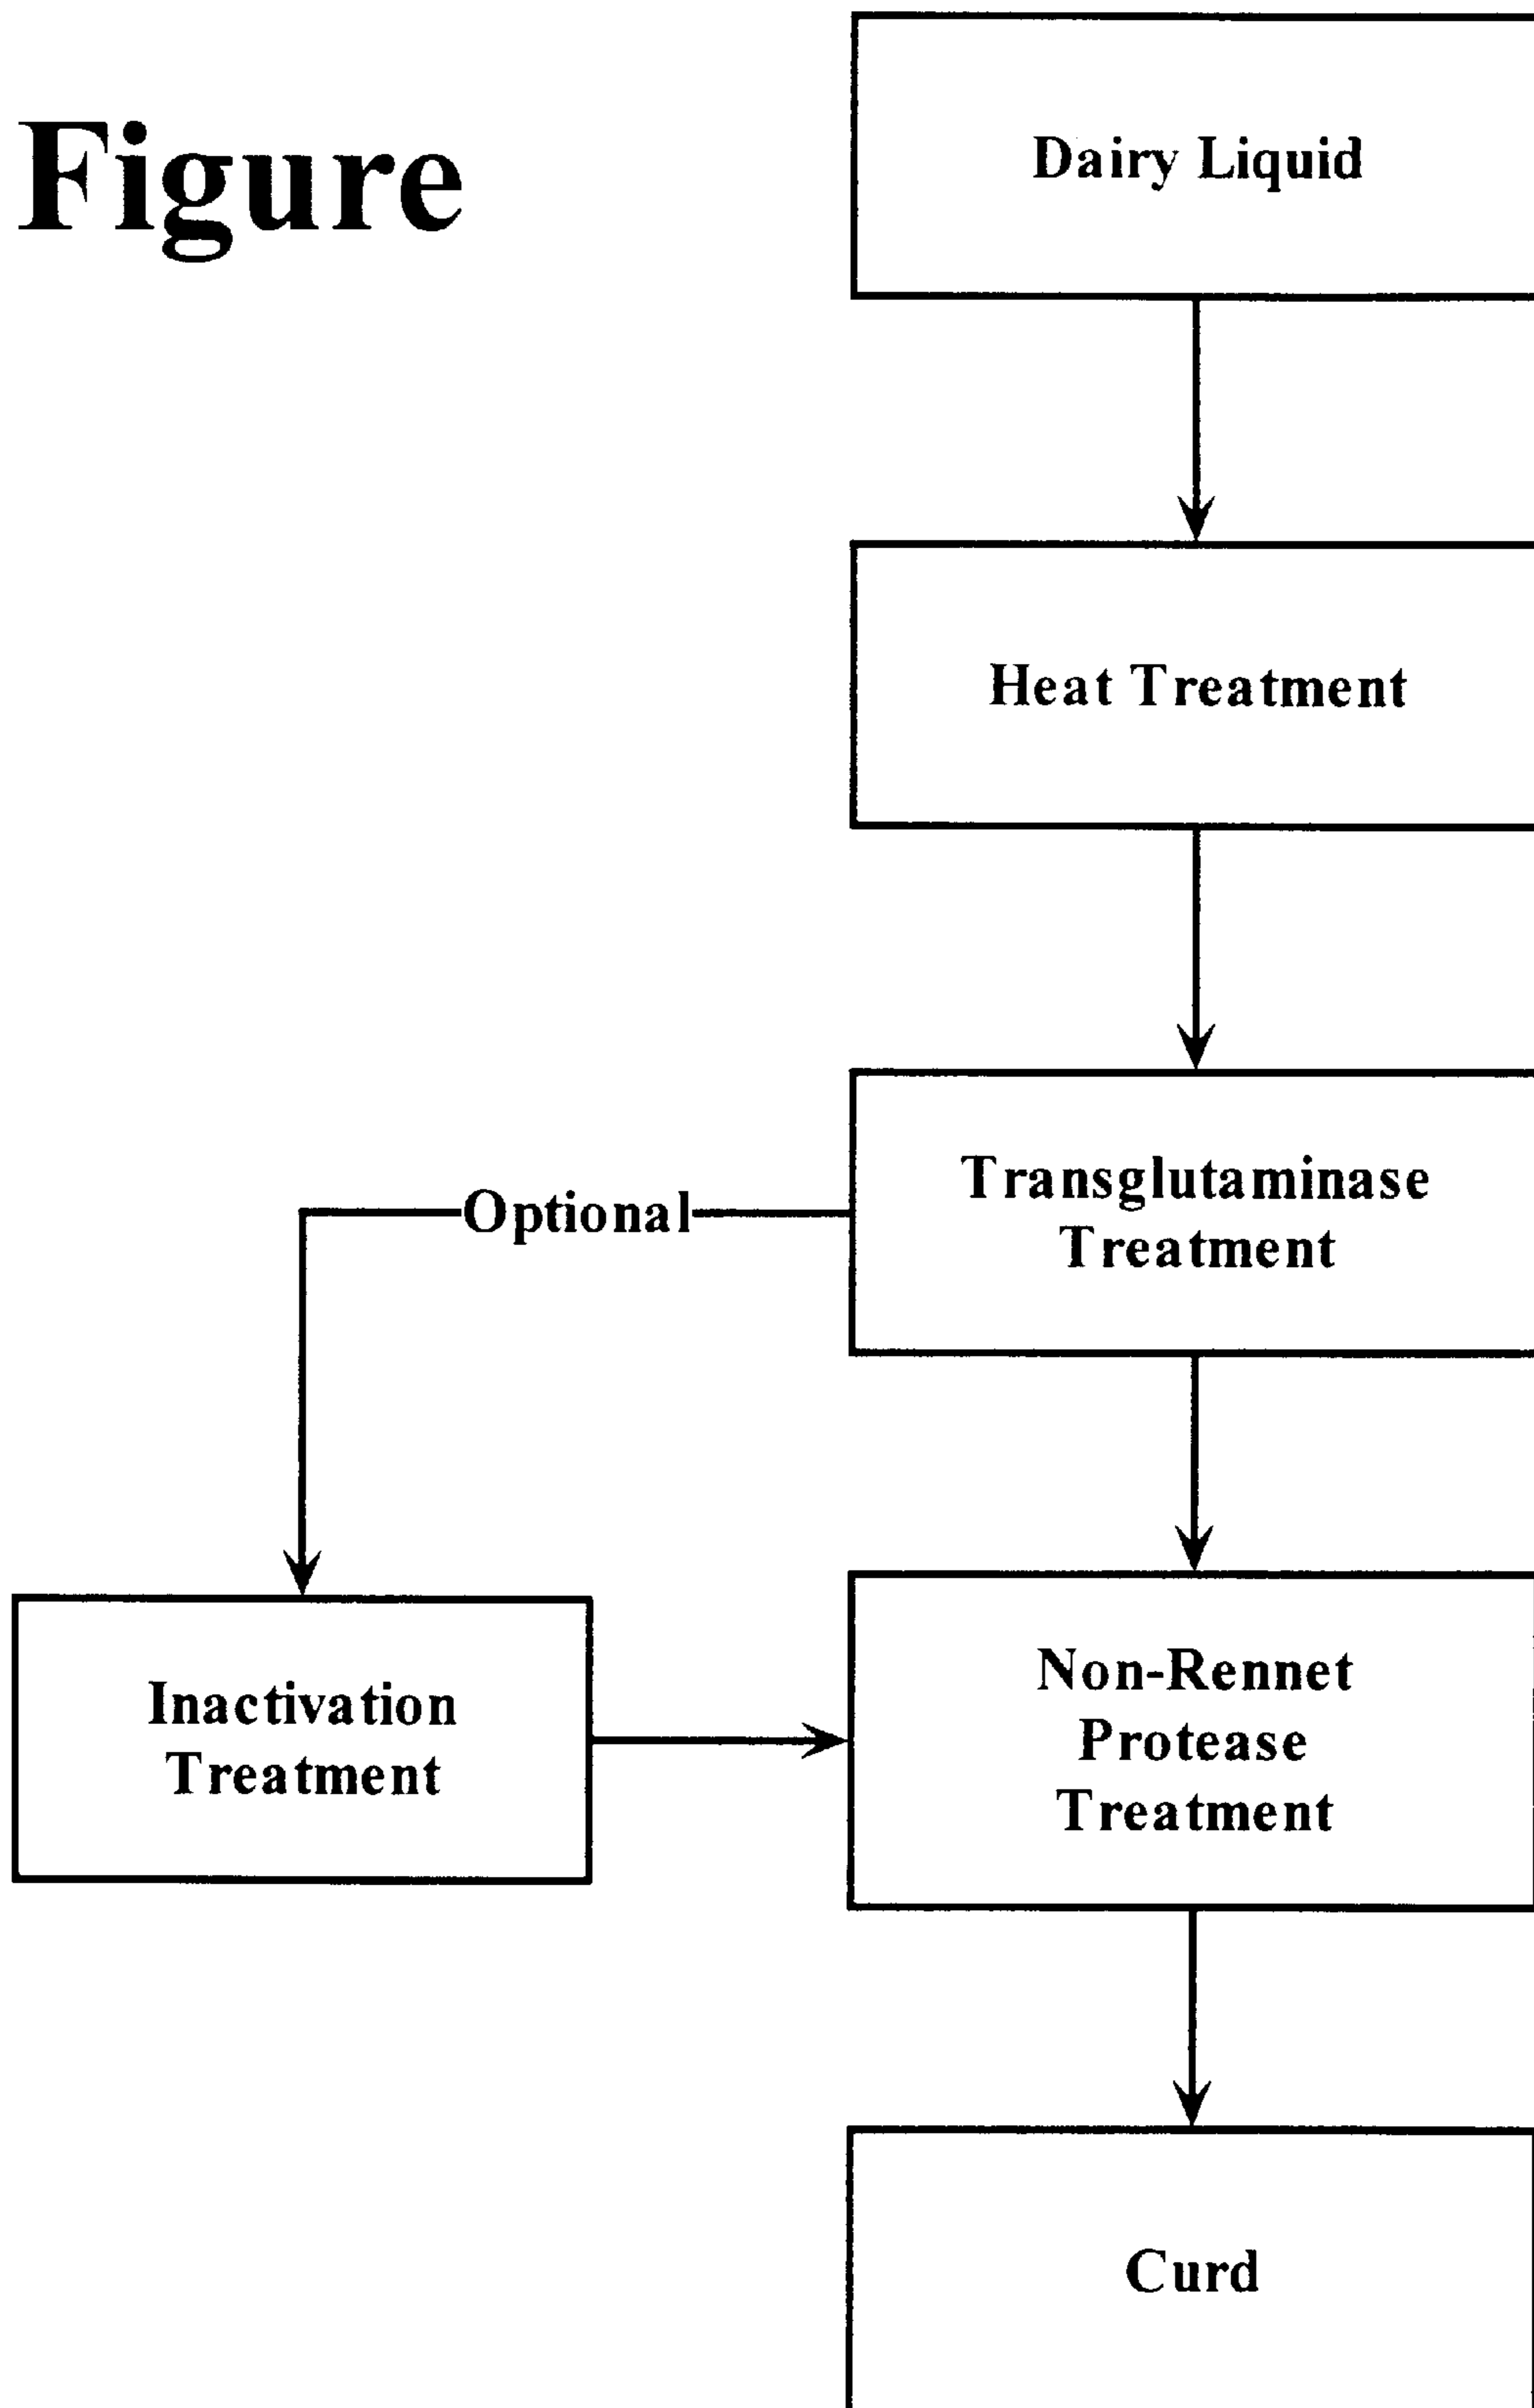 Figure
Dairy Liquid
Heat Treatment
Transglutaminase
Treatment
Optional
Inactivation
Treatment
Non-Rennet
Protease
Treatment
Curd